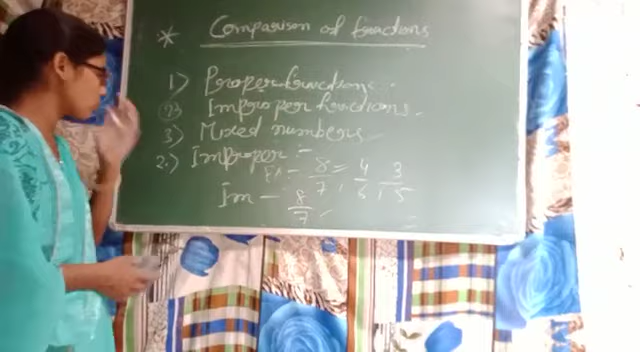 * Comparison of fractions
1) Proper fractions.
2) Improper fractions.
3) Mixed numbers
2.) Improper :-
Ex :- 8/7, 4/6, 3/5
Im - 8/7